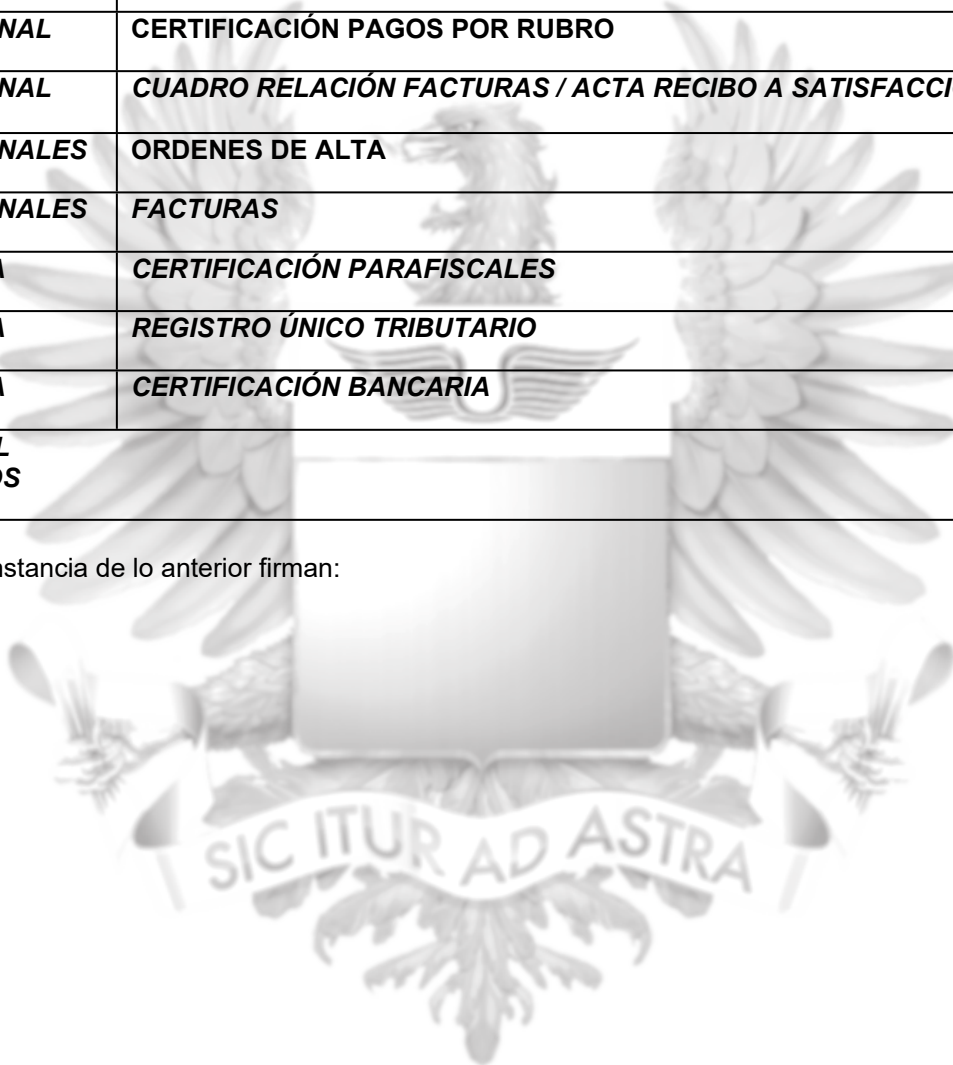 NAL CERTIFICACIÓN PAGOS POR RUBRO
NAL CUADRO RELACIÓN FACTURAS / ACTA RECIBO A SATISFACCI
NALES ORDENES DE ALTA
NALES FACTURAS
A CERTIFICACIÓN PARAFISCALES
A REGISTRO ÚNICO TRIBUTARIO
A CERTIFICACIÓN BANCARIA
L
OS
nstancia de lo anterior firman:
SIC ITUR AD ASTRA